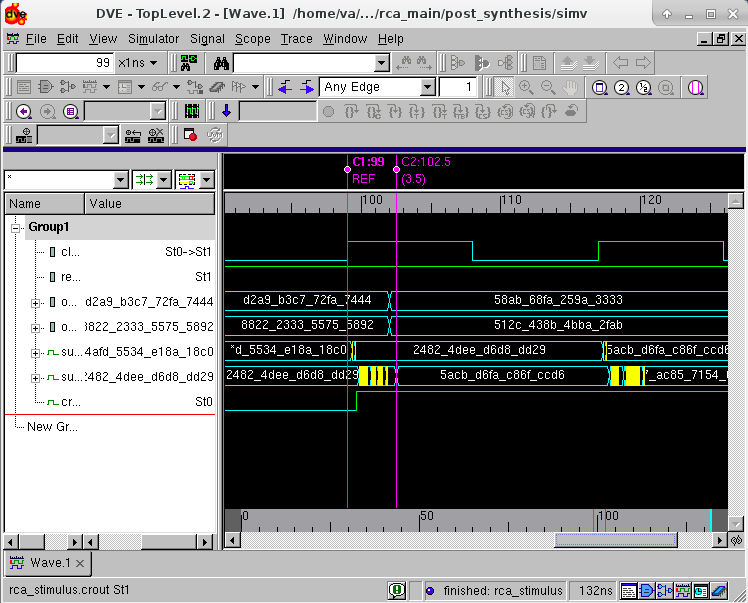 dve
DVE - TopLevel.2 - [Wave.1] /home/va/.../rca_main/post_synthesis/simv
File Edit View Simulator Signal Scope Trace Window Help
99 x1ns
Any Edge 1
C1:99 C2:102.5
REF (3.5)
*
Name Value
100 110 120
Group1
cl... St0->St1
re... St1
o... d2a9_b3c7_72fa_7444 d2a9_b3c7_72fa_7444 58ab_68fa_259a_3333
o... 8822_2333_5575_5892 8822_2333_5575_5892 512c_438b_4bba_2fab
su... 4afd_5534_e18a_18c0 *d_5534_e18a_18c0 2482_4dee_d6d8_dd29 5acb_d6fa_c86f_ccd6
su... 2482_4dee_d6d8_dd29 2482_4dee_d6d8_dd29 5acb_d6fa_c86f_ccd6 _ac85_7154_
cr... St0
New Gr...
0 50 100
Wave.1
rca_stimulus.crout St1 finished: rca_stimulus 132ns